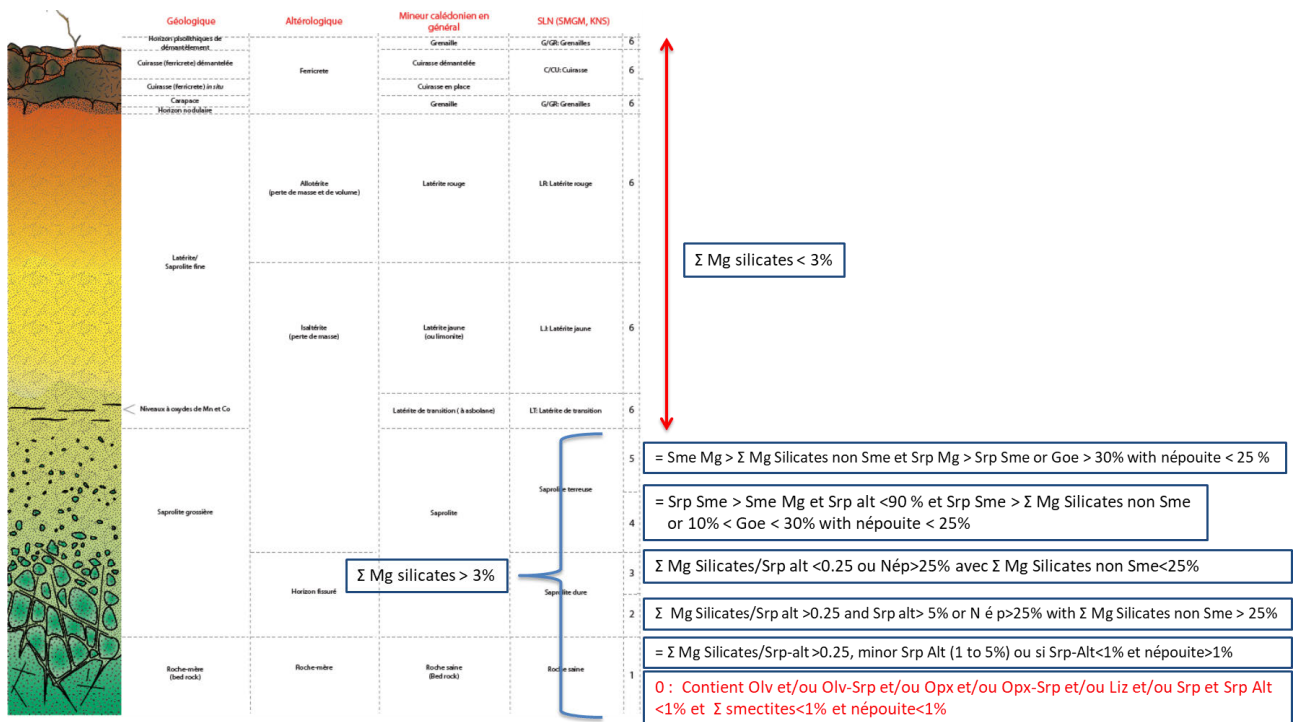 Géologique
Altérologique
Mineur calédonien en
général
SLN (SMGM, KNS)
Horizon pisolithiques de
démantèlement
Grenaille
G/GR: Grenailles
6
Cuirasse (ferricrete) démantelée
Ferricrete
Cuirasse démantelée
C/CU: Cuirasse
6
Cuirasse (ferricrete) in situ
Cuirasse en place
Carapace
Horizon nodulaire
Grenaille
G/GR: Grenailles
6
Allotérite
(perte de masse et de volume)
Latérite rouge
LR: Latérite rouge
6
Latérite/
Saprolite fine
Σ Mg silicates < 3%
Isaltérite
(perte de masse)
Latérite jaune
(ou limonite)
LJ: Latérite jaune
6
Niveaux à oxydes de Mn et Co
Latérite de transition ( à asbolane)
LT: Latérite de transition
6
5
= Sme Mg > Σ Mg Silicates non Sme et Srp Mg > Srp Sme or Goe > 30% with népouite < 25 %
Saprolite terreuse
Saprolite grossière
Saprolite
4
= Srp Sme > Sme Mg et Srp alt <90 % et Srp Sme > Σ Mg Silicates non Sme
or 10% < Goe < 30% with népouite < 25%
Σ Mg silicates > 3%
Horizon fissuré
Saprolite dure
3
Σ Mg Silicates/Srp alt <0.25 ou Nép>25% avec Σ Mg Silicates non Sme<25%
2
Σ Mg Silicates/Srp alt >0.25 and Srp alt> 5% or N é p>25% with Σ Mg Silicates non Sme > 25%
Roche-mère
(bed rock)
Roche-mère
Roche saine
(Bed rock)
Roche saine
1
= Σ Mg Silicates/Srp-alt >0.25, minor Srp Alt (1 to 5%) ou si Srp-Alt<1% et népouite>1%
0 : Contient Olv et/ou Olv-Srp et/ou Opx et/ou Opx-Srp et/ou Liz et/ou Srp et Srp Alt
<1% et Σ smectites<1% et népouite<1%